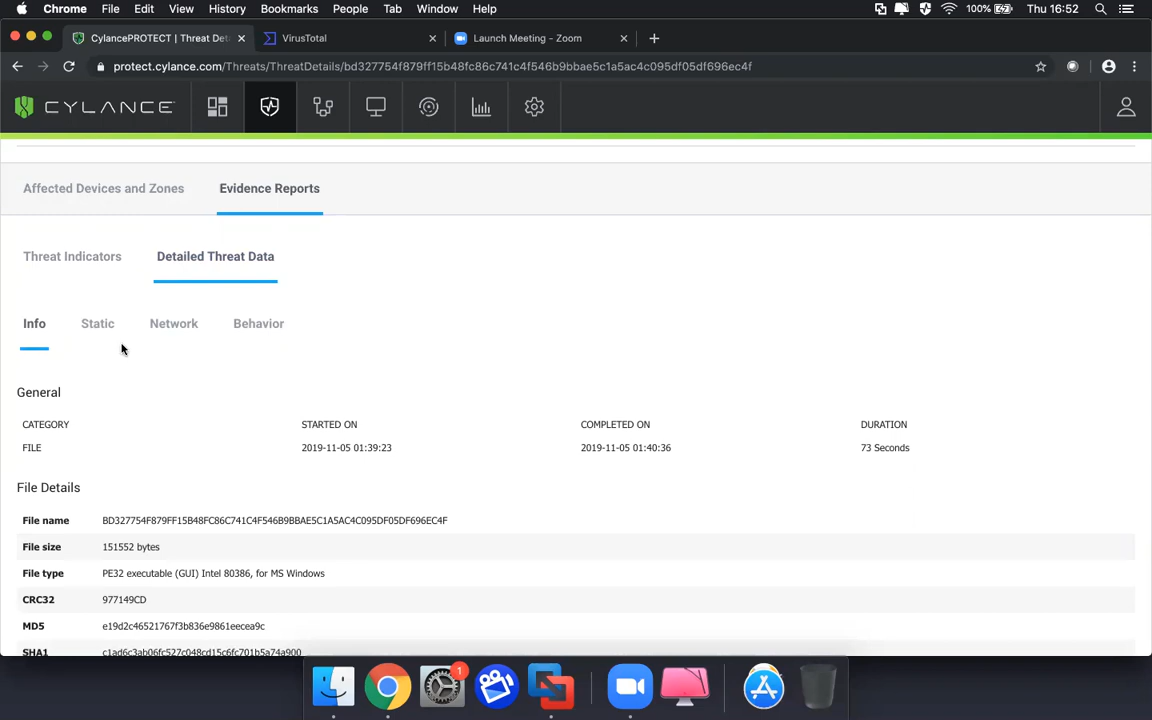 Chrome File Edit View History Bookmarks People Tab Window Help 100% Thu 16:52
CylancePROTECT | Threat Det VirusTotal Launch Meeting - Zoom
protect.cylance.com/Threats/ThreatDetails/bd327754f879ff15b48fc86c741c4f546b9bbae5c1a5ac4c095df05df696ec4f
CYLANCE
Affected Devices and Zones Evidence Reports
Threat Indicators Detailed Threat Data
Info Static Network Behavior
General
CATEGORY STARTED ON COMPLETED ON DURATION
FILE 2019-11-05 01:39:23 2019-11-05 01:40:36 73 Seconds
File Details
File name BD327754F879FF15B48FC86C741C4F546B9BBAE5C1A5AC4C095DF05DF696EC4F
File size 151552 bytes
File type PE32 executable (GUI) Intel 80386, for MS Windows
CRC32 977149CD
MD5 e19d2c46521767f3b836e9861eecea9c
SHA1 c1ad6c3ab06fc527c048cd15c6fc701b5a74a900
1